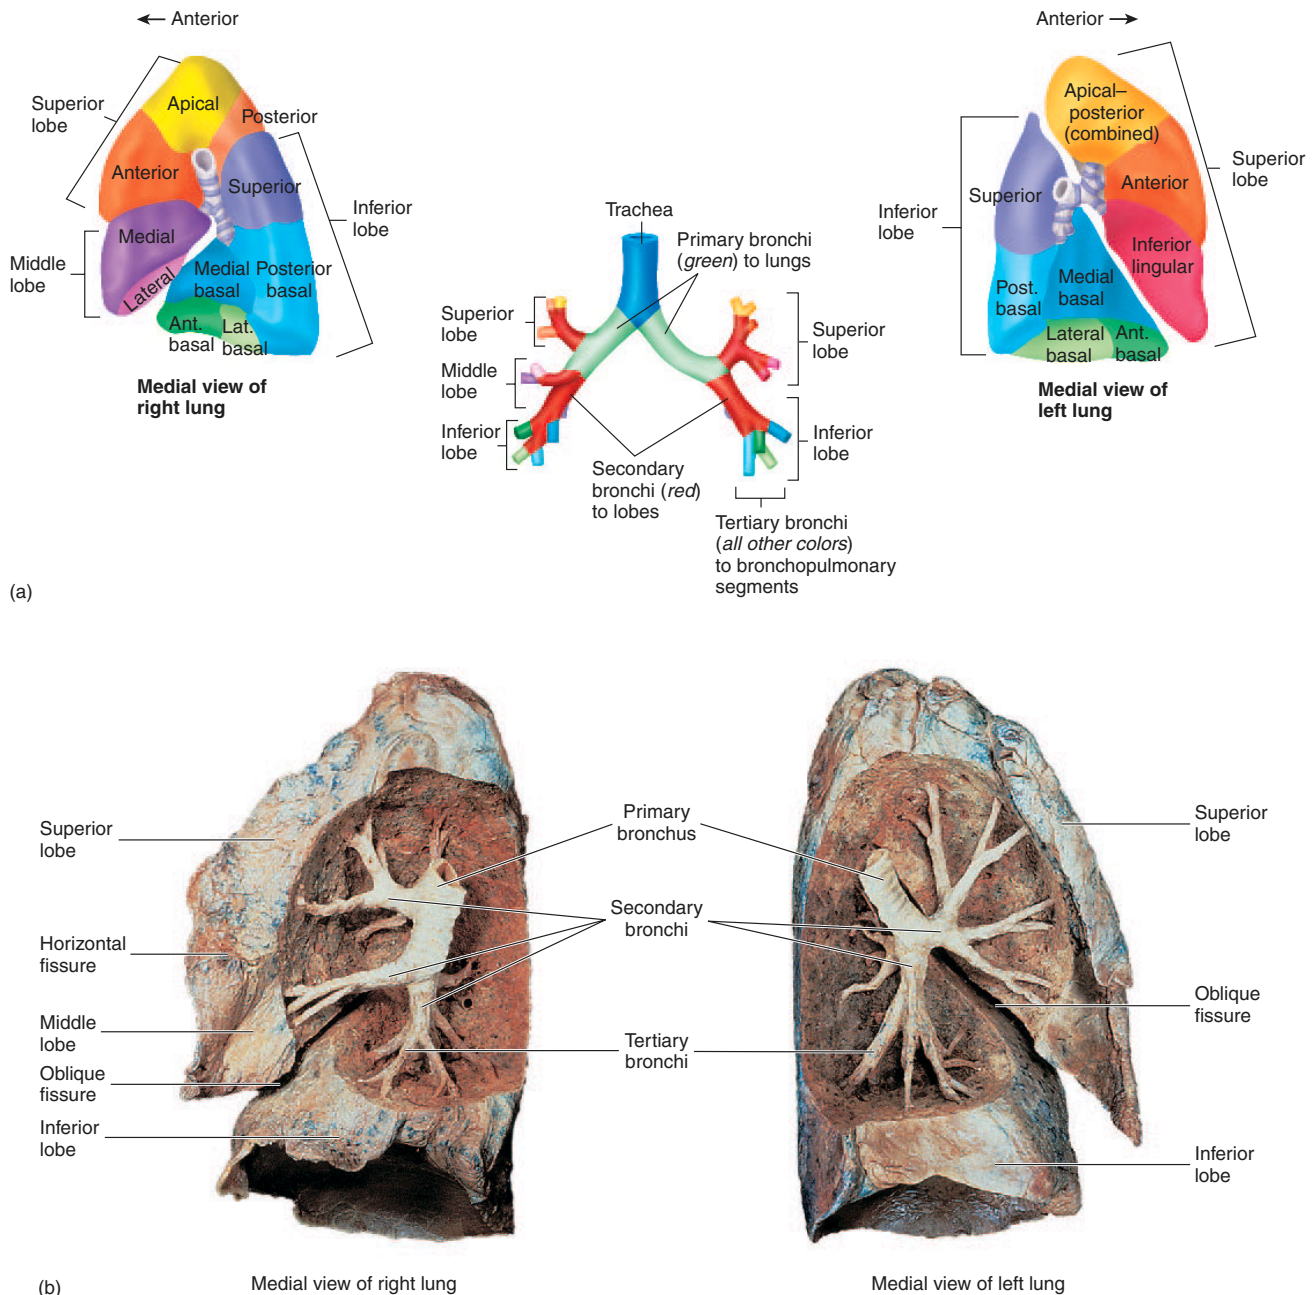 ← Anterior
Superior
lobe
Apical
Posterior
Anterior
Superior
Inferior
lobe
Medial
Middle
lobe
Lateral
Medial
basal
Posterior
basal
Ant.
basal
Lat.
basal
Medial view of
right lung
Trachea
Primary bronchi
(green) to lungs
Superior
lobe
Middle
lobe
Inferior
lobe
Superior
lobe
Inferior
lobe
Secondary
bronchi (red)
to lobes
Tertiary bronchi
(all other colors)
to bronchopulmonary
segments
Anterior →
Apical–
posterior
(combined)
Superior
lobe
Superior
Anterior
Inferior
lobe
Inferior
lingular
Post.
basal
Medial
basal
Lateral
basal
Ant.
basal
Medial view of
left lung
(a)
Superior
lobe
Horizontal
fissure
Middle
lobe
Oblique
fissure
Inferior
lobe
Primary
bronchus
Secondary
bronchi
Tertiary
bronchi
Superior
lobe
Oblique
fissure
Inferior
lobe
(b)
Medial view of right lung
Medial view of left lung